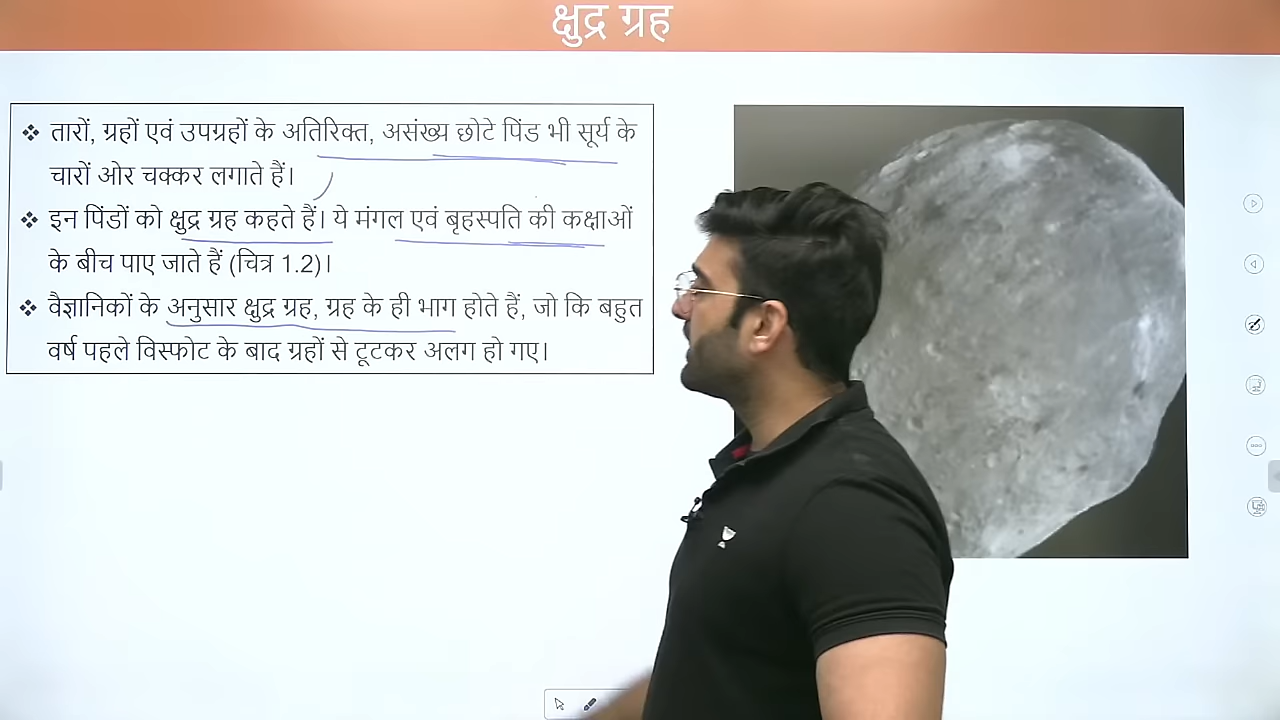 क्षुद्र ग्रह
❖ तारों, ग्रहों एवं उपग्रहों के अतिरिक्त, असंख्य छोटे पिंड भी सूर्य के
चारों ओर चक्कर लगाते हैं।
❖ इन पिंडों को क्षुद्र ग्रह कहते हैं। ये मंगल एवं बृहस्पति की कक्षाओं
के बीच पाए जाते हैं (चित्र 1.2)।
❖ वैज्ञानिकों के अनुसार क्षुद्र ग्रह, ग्रह के ही भाग होते हैं, जो कि बहुत
वर्ष पहले विस्फोट के बाद ग्रहों से टूटकर अलग हो गए।